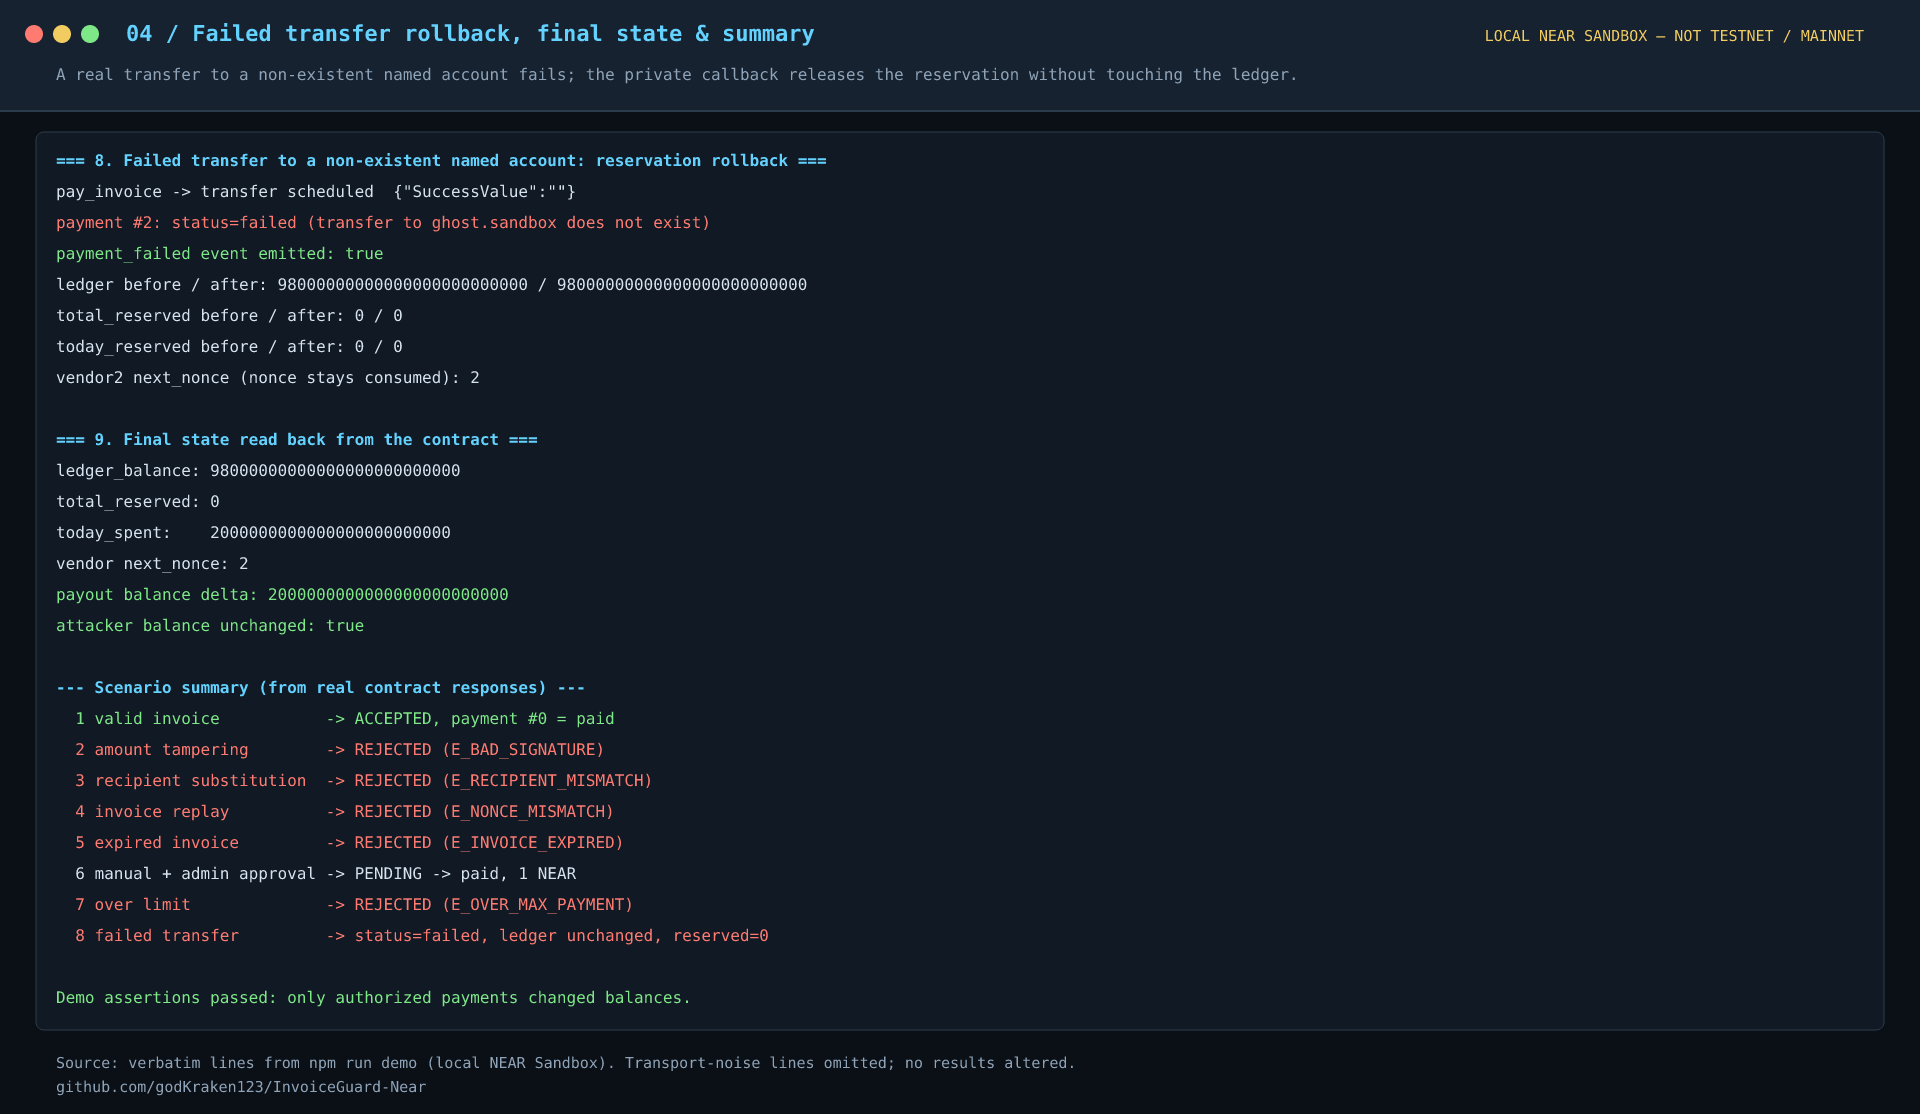 04 / Failed transfer rollback, final state & summary
LOCAL NEAR SANDBOX — NOT TESTNET / MAINNET
A real transfer to a non-existent named account fails; the private callback releases the reservation without touching the ledger.
=== 8. Failed transfer to a non-existent named account: reservation rollback ===
pay_invoice -> transfer scheduled  {"SuccessValue":""}
payment #2: status=failed (transfer to ghost.sandbox does not exist)
payment_failed event emitted: true
ledger before / after: 98000000000000000000000000 / 98000000000000000000000000
total_reserved before / after: 0 / 0
today_reserved before / after: 0 / 0
vendor2 next_nonce (nonce stays consumed): 2
=== 9. Final state read back from the contract ===
ledger_balance: 98000000000000000000000000
total_reserved: 0
today_spent:    2000000000000000000000000
vendor next_nonce: 2
payout balance delta: 2000000000000000000000000
attacker balance unchanged: true
--- Scenario summary (from real contract responses) ---
1 valid invoice           -> ACCEPTED, payment #0 = paid
2 amount tampering        -> REJECTED (E_BAD_SIGNATURE)
3 recipient substitution  -> REJECTED (E_RECIPIENT_MISMATCH)
4 invoice replay          -> REJECTED (E_NONCE_MISMATCH)
5 expired invoice         -> REJECTED (E_INVOICE_EXPIRED)
6 manual + admin approval -> PENDING -> paid, 1 NEAR
7 over limit              -> REJECTED (E_OVER_MAX_PAYMENT)
8 failed transfer         -> status=failed, ledger unchanged, reserved=0
Demo assertions passed: only authorized payments changed balances.
Source: verbatim lines from npm run demo (local NEAR Sandbox). Transport-noise lines omitted; no results altered.
github.com/godKraken123/InvoiceGuard-Near